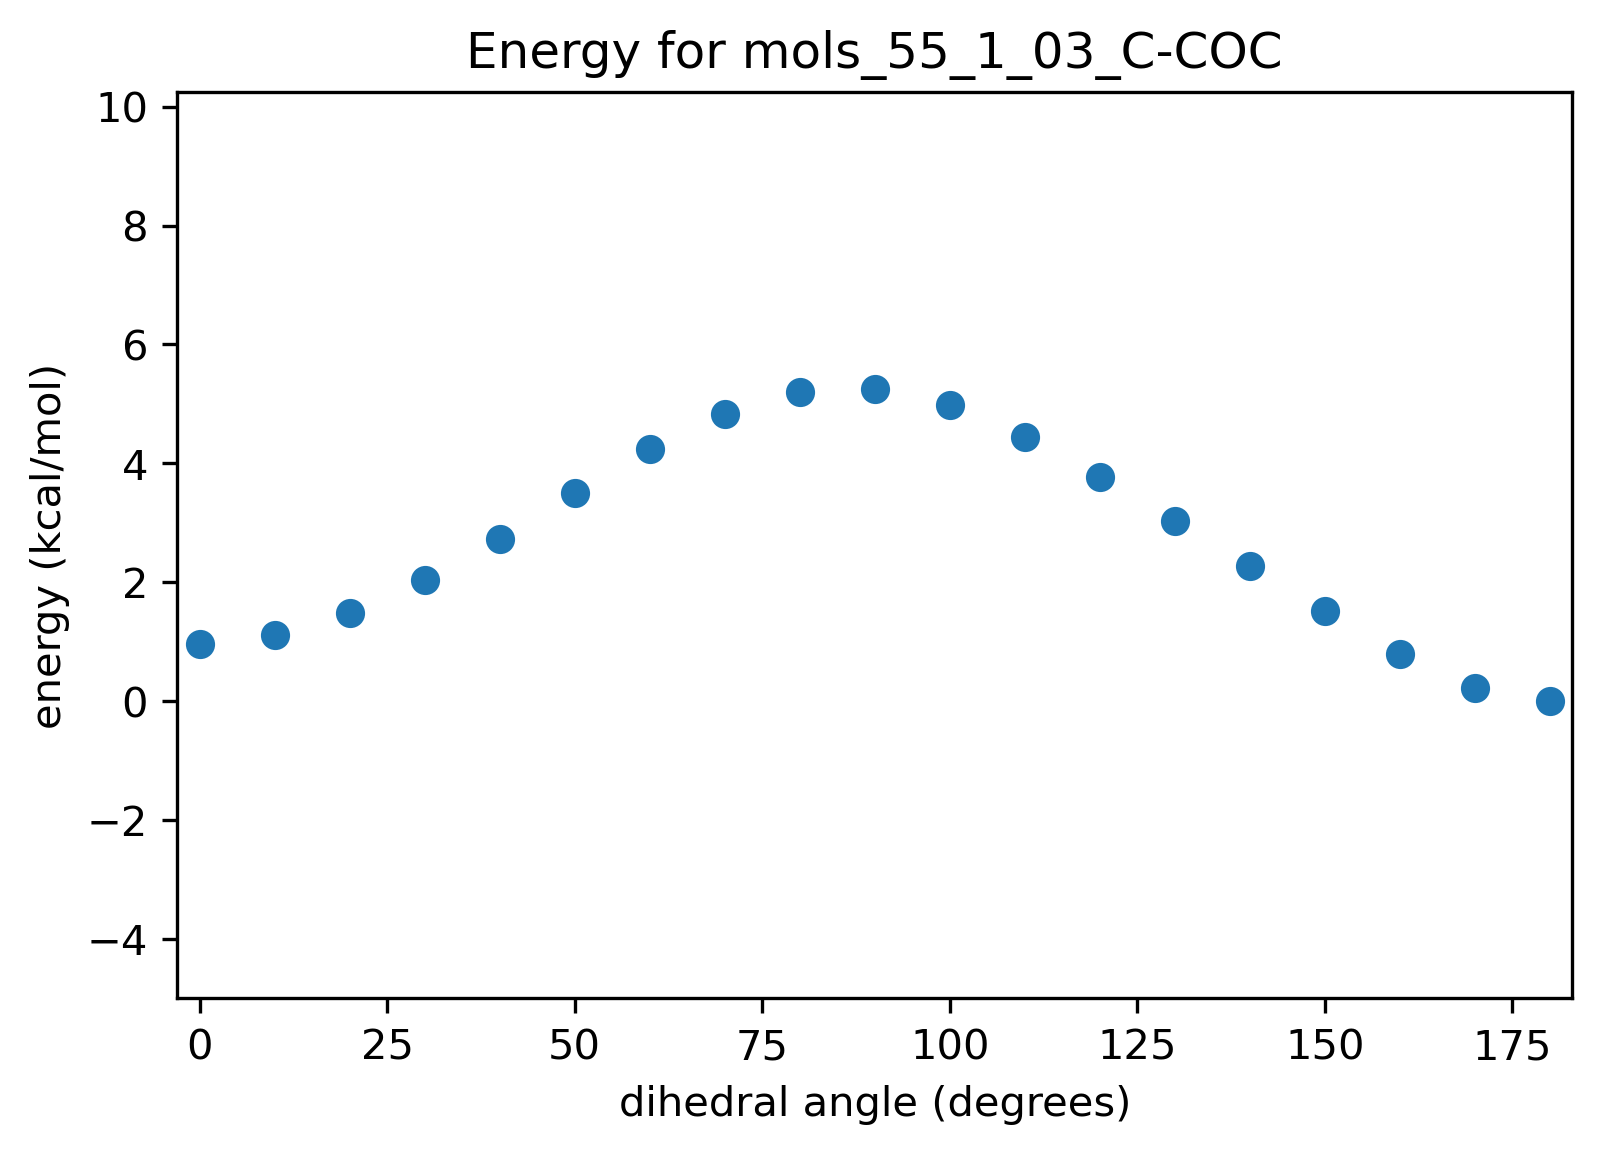 Energy for mols_55_1_03_C-COC
10
8
6
4
2
0
−2
−4
energy (kcal/mol)
0 25 50 75 100 125 150 175
dihedral angle (degrees)